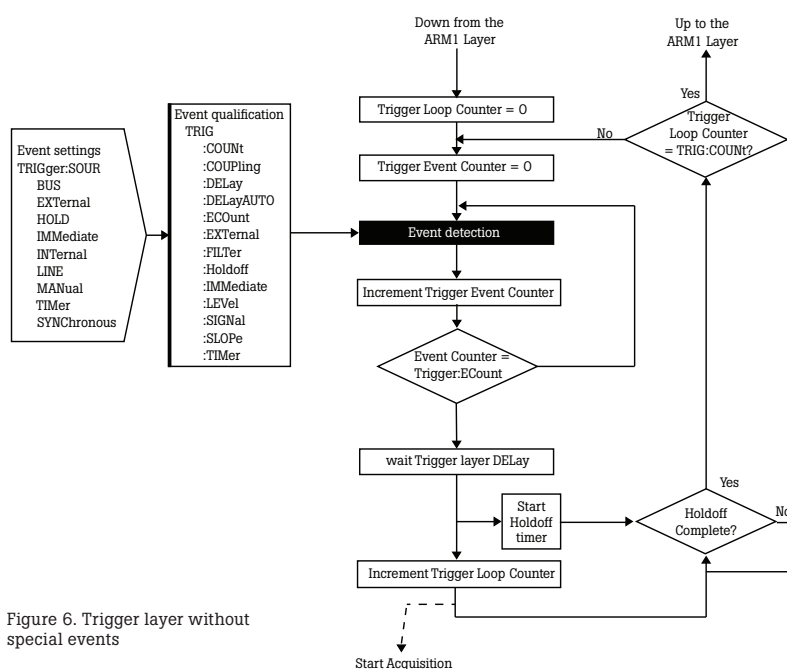 Down from the
ARM1 Layer
Up to the
ARM1 Layer
Event settings
TRIGger:SOUR
BUS
EXTernal
HOLD
IMMediate
INTernal
LINE
MANual
TIMer
SYNChronous
Event qualification
TRIG
:COUNt
:COUPling
:DELay
:DELayAUTO
:ECOunt
:EXTernal
:FILTer
:Holdoff
:IMMediate
:LEVel
:SIGNal
:SLOPe
:TIMer
Trigger Loop Counter = 0
Trigger Event Counter = 0
Event detection
Increment Trigger Event Counter
Event Counter =
Trigger:ECount
wait Trigger layer DELay
Start
Holdoff
timer
Increment Trigger Loop Counter
Start Acquisition
Yes
Trigger
Loop Counter
= TRIG:COUNt?
No
Yes
Holdoff
Complete?
No
Figure 6. Trigger layer without
special events